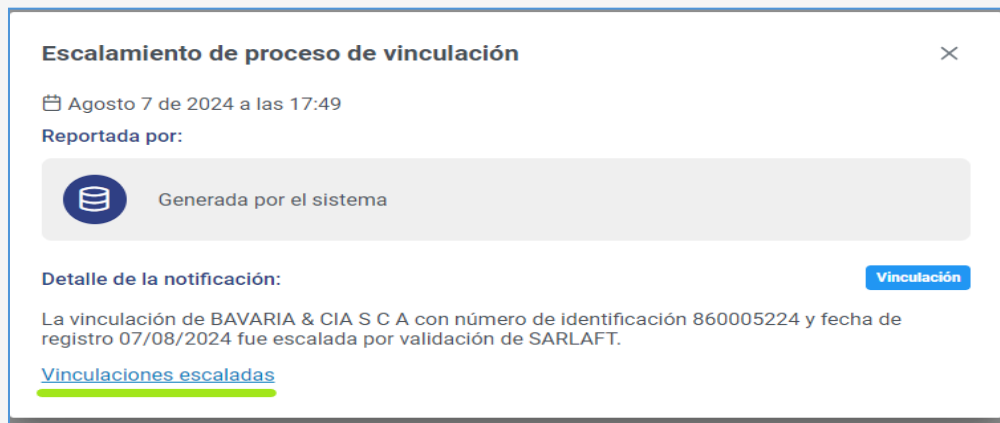 Escalamiento de proceso de vinculación
Agosto 7 de 2024 a las 17:49
Reportada por:
Generada por el sistema
Detalle de la notificación:
Vinculación
La vinculación de BAVARIA & CIA S C A con número de identificación 860005224 y fecha de
registro 07/08/2024 fue escalada por validación de SARLAFT.
Vinculaciones escaladas